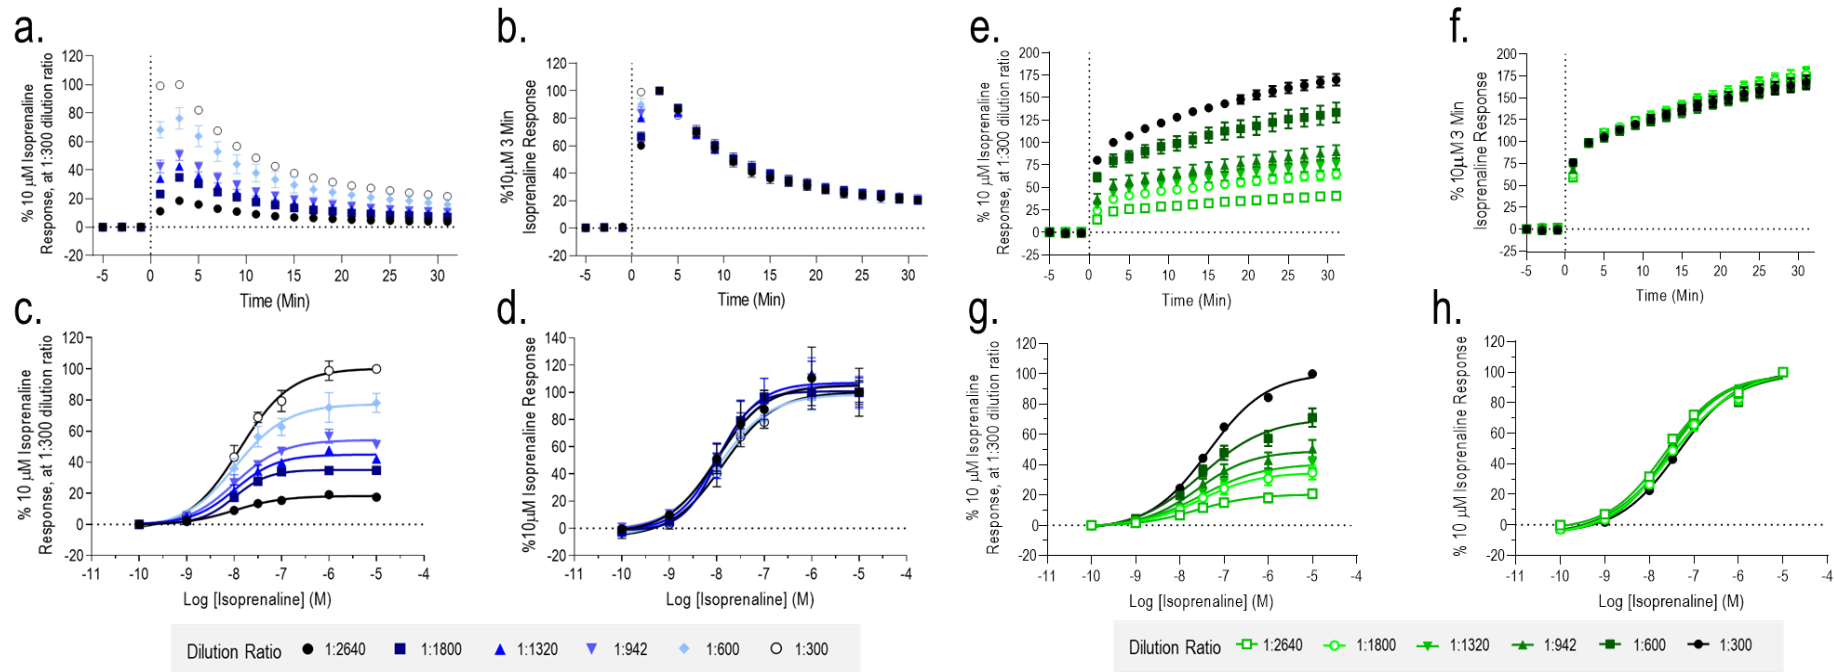 a.
% 10 µM Isoprenaline
Response, at 1:300 dilution ratio
120
100
80
60
40
20
0
-20
-5 0 5 10 15 20 25 30
Time (Min)
b.
%10µM 3 Min
Isoprenaline Response
120
100
80
60
40
20
0
-20
-5 0 5 10 15 20 25 30
Time (Min)
e.
% 10 µM Isoprenaline
Response, at 1:300 dilution ratio
200
175
150
125
100
75
50
25
0
-25
-5 0 5 10 15 20 25 30
Time (Min)
f.
% 10µM 3 Min
Isoprenaline Response
200
175
150
125
100
75
50
25
0
-25
-5 0 5 10 15 20 25 30
Time (Min)
c.
% 10 µM Isoprenaline
Response, at 1:300 dilution ratio
120
100
80
60
40
20
0
-20
-11 -10 -9 -8 -7 -6 -5 -4
Log [Isoprenaline] (M)
d.
%10µM Isoprenaline Response
140
120
100
80
60
40
20
0
-20
-11 -10 -9 -8 -7 -6 -5 -4
Log [Isoprenaline] (M)
g.
% 10 µM Isoprenaline
Response, at 1:300 dilution ratio
120
100
80
60
40
20
0
-20
-11 -10 -9 -8 -7 -6 -5 -4
Log [Isoprenaline] (M)
h.
% 10 µM Isoprenaline Response
120
100
80
60
40
20
0
-20
-11 -10 -9 -8 -7 -6 -5 -4
Log [Isoprenaline] (M)
Dilution Ratio 1:2640 1:1800 1:1320 1:942 1:600 1:300
Dilution Ratio 1:2640 1:1800 1:1320 1:942 1:600 1:300